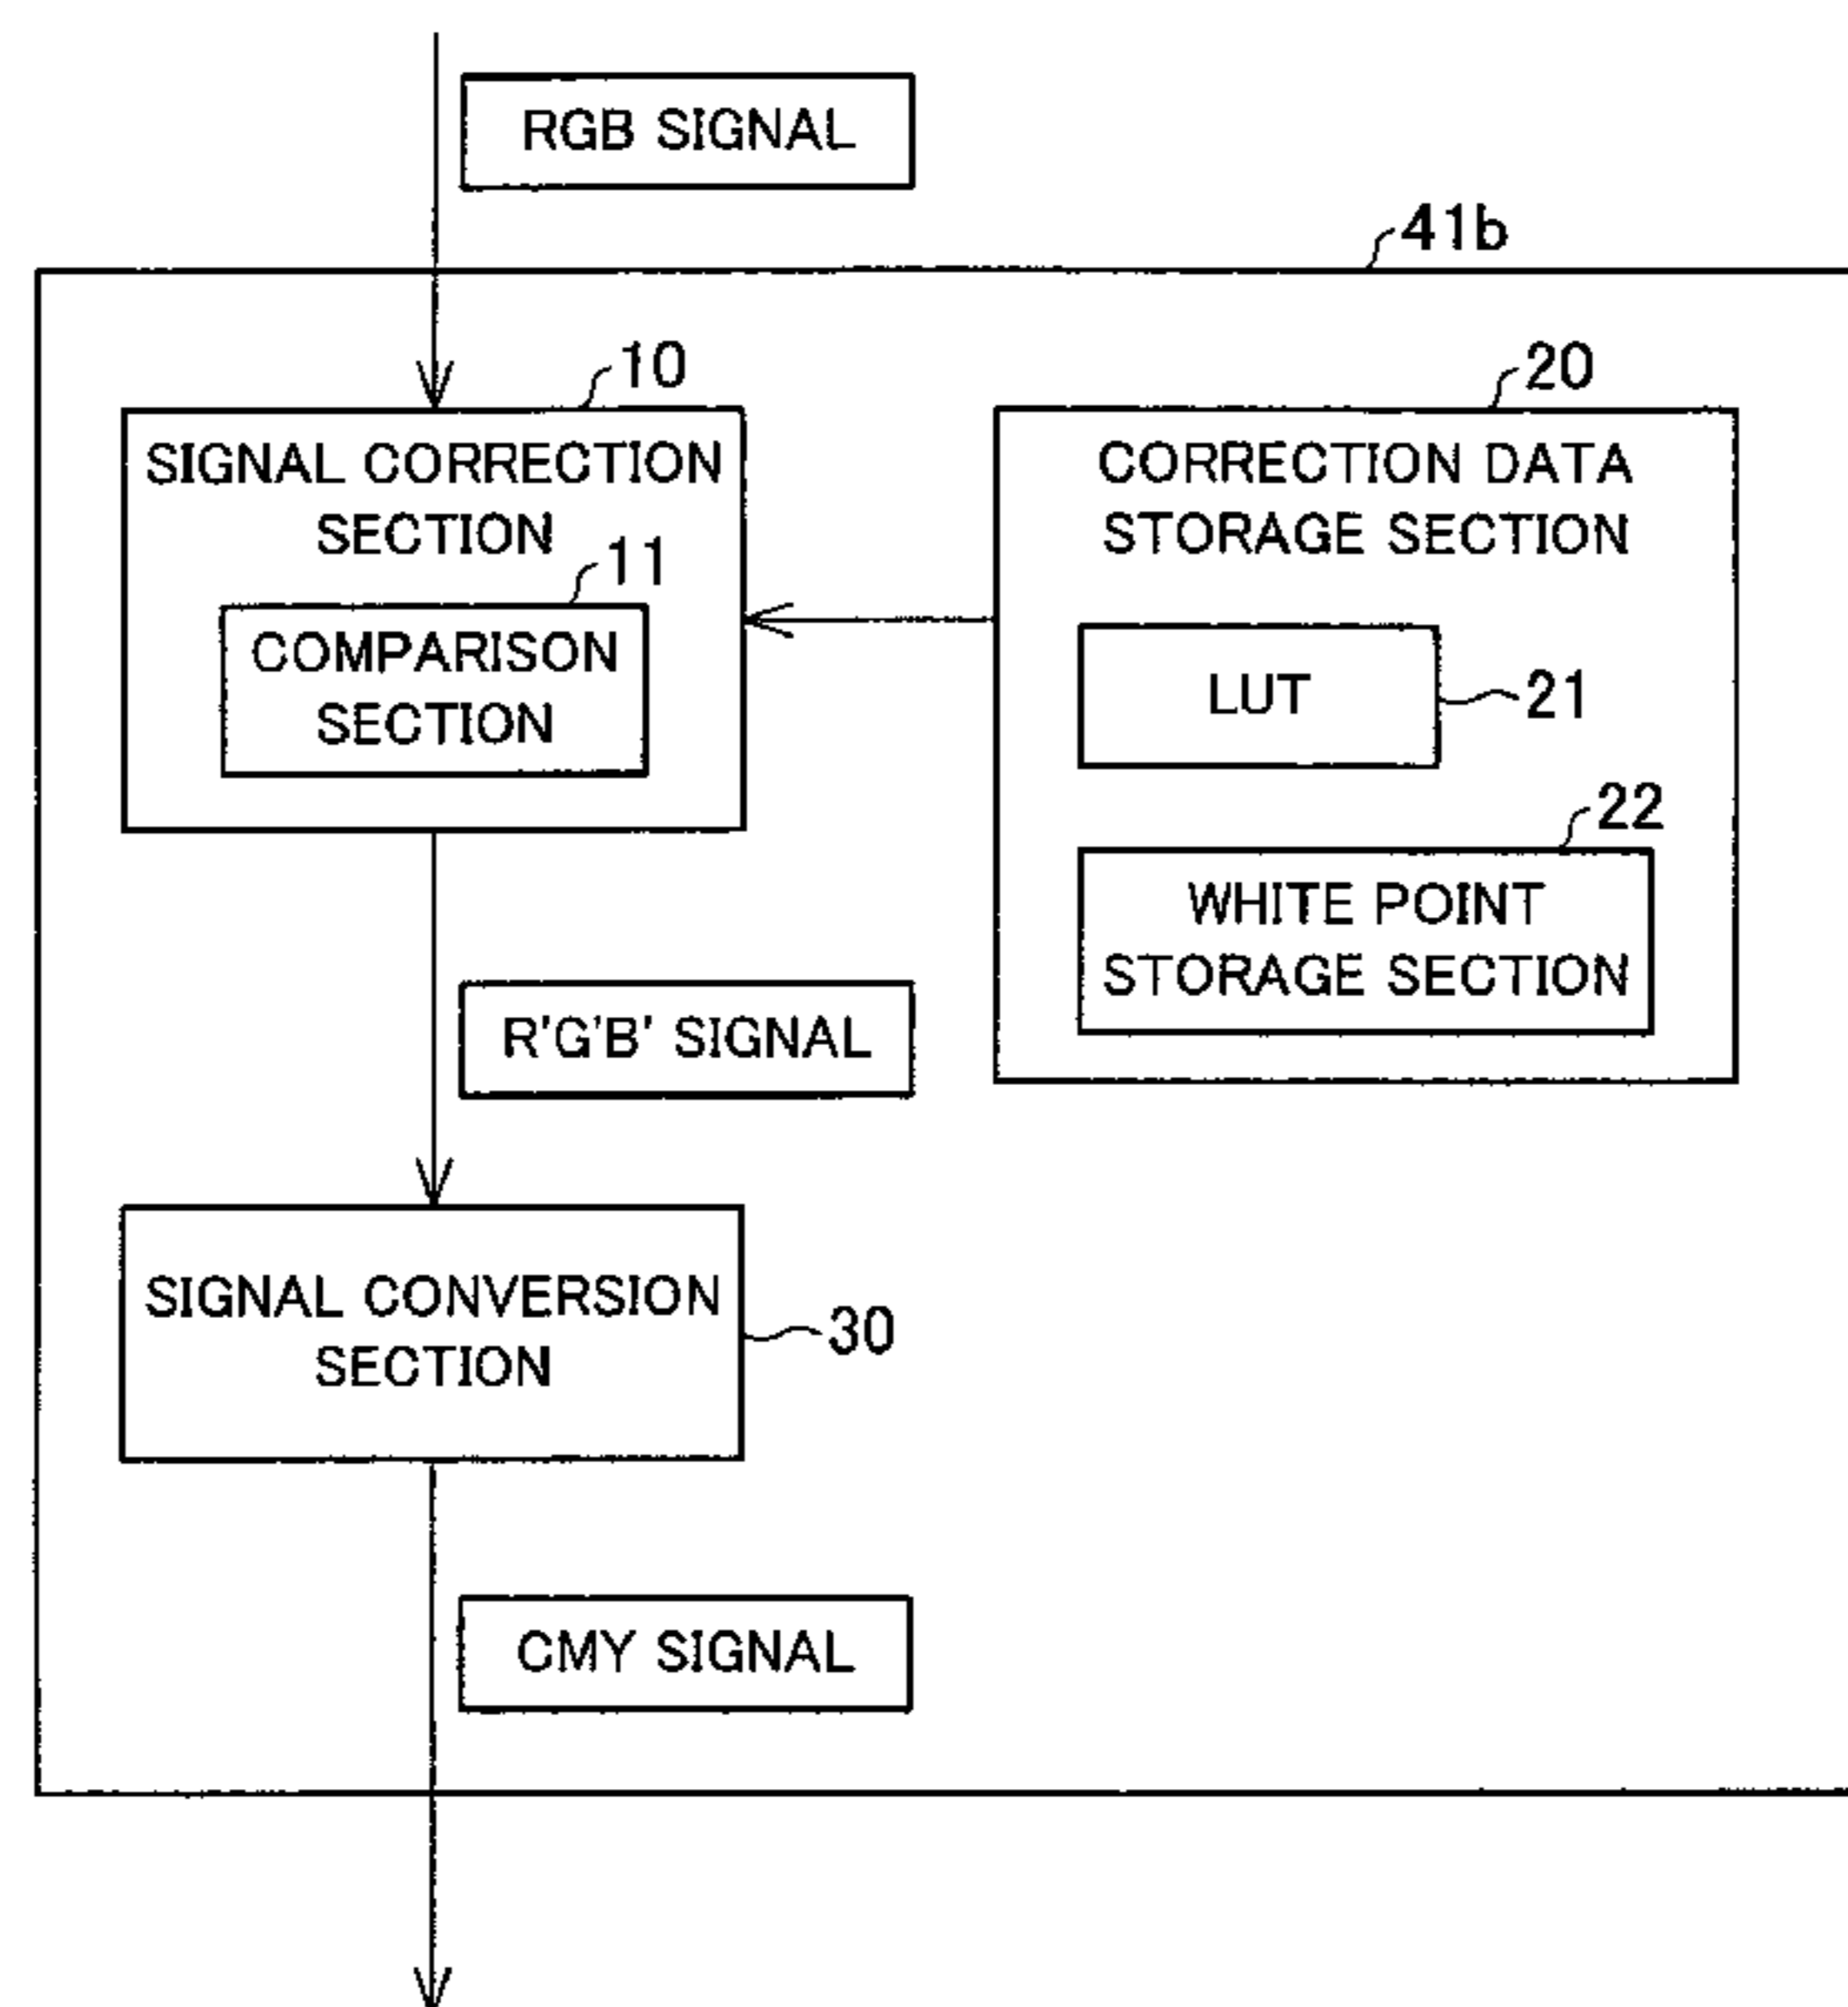 RGB SIGNAL
41b
10
SIGNAL CORRECTION
SECTION
11
COMPARISON
SECTION
20
CORRECTION DATA
STORAGE SECTION
LUT
21
22
WHITE POINT
STORAGE SECTION
R'G'B' SIGNAL
SIGNAL CONVERSION
SECTION
30
CMY SIGNAL